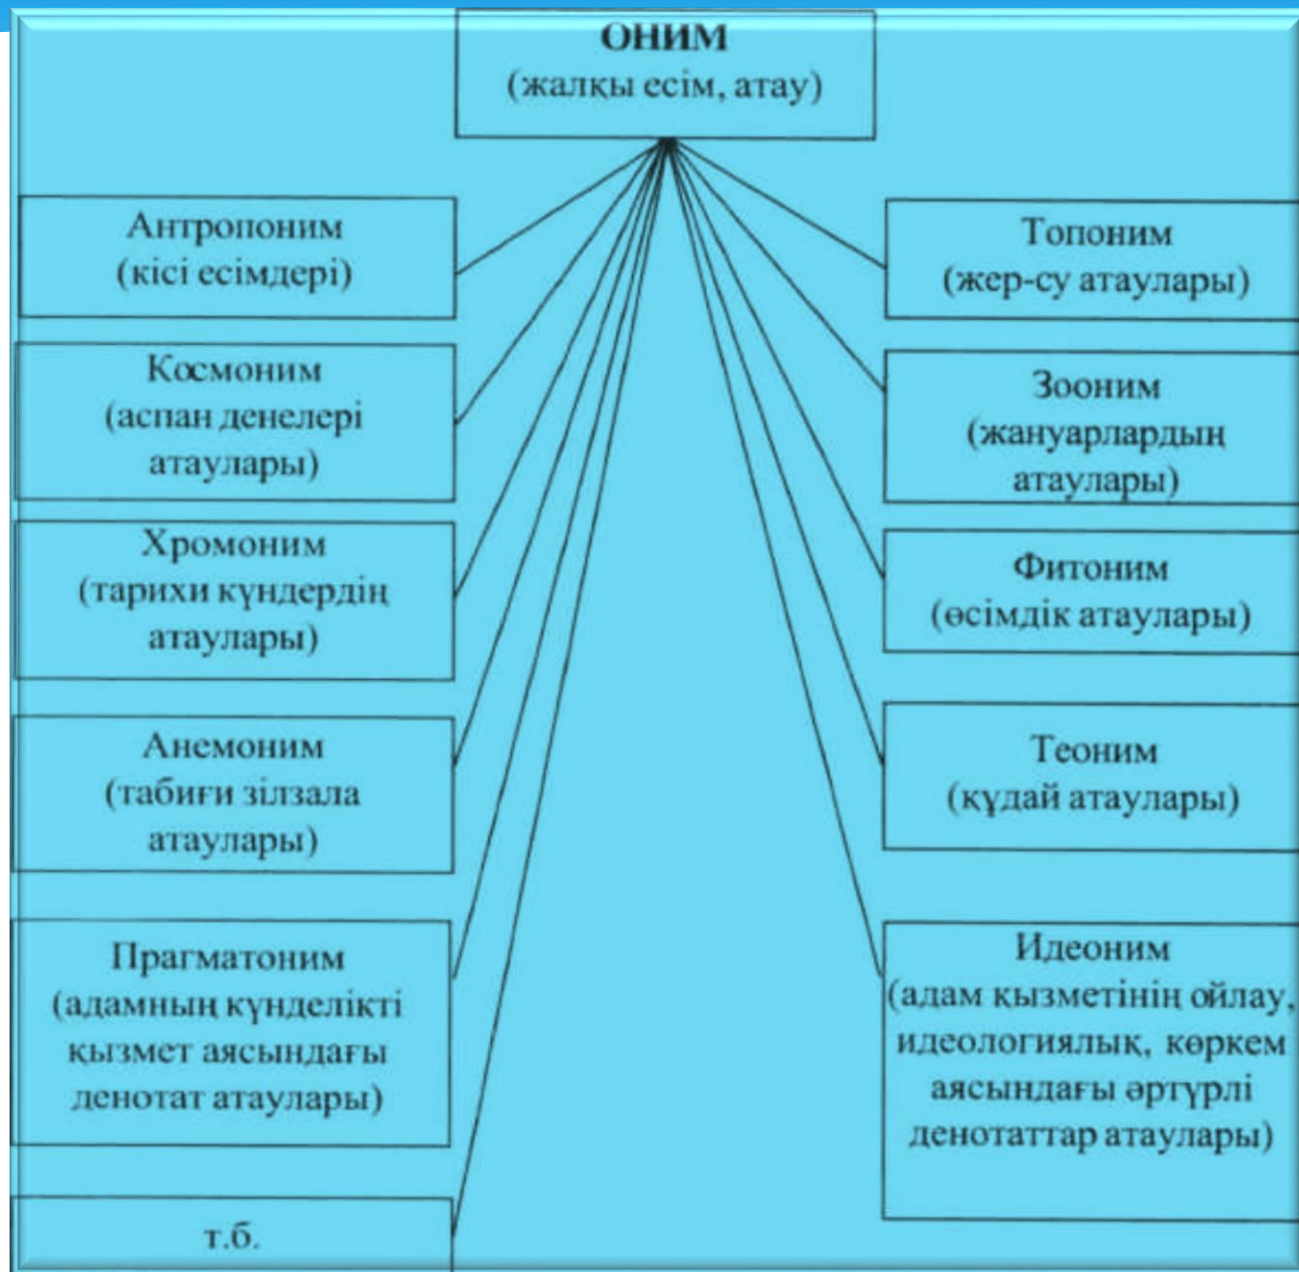 ОНИМ
(жалқы есім, атау)
Антропоним
(кісі есімдері)
Космоним
(аспан денелері
атаулары)
Хромоним
(тарихи күндердің
атаулары)
Анемоним
(табиғи зілзала
атаулары)
Прагматоним
(адамның күнделікті
қызмет аясындағы
денотат атаулары)
т.б.
Топоним
(жер-су атаулары)
Зооним
(жануарлардың
атаулары)
Фитоним
(өсімдік атаулары)
Теоним
(құдай атаулары)
Идеоним
(адам қызметінің ойлау,
идеологиялық, көркем
аясындағы әртүрлі
денотаттар атаулары)